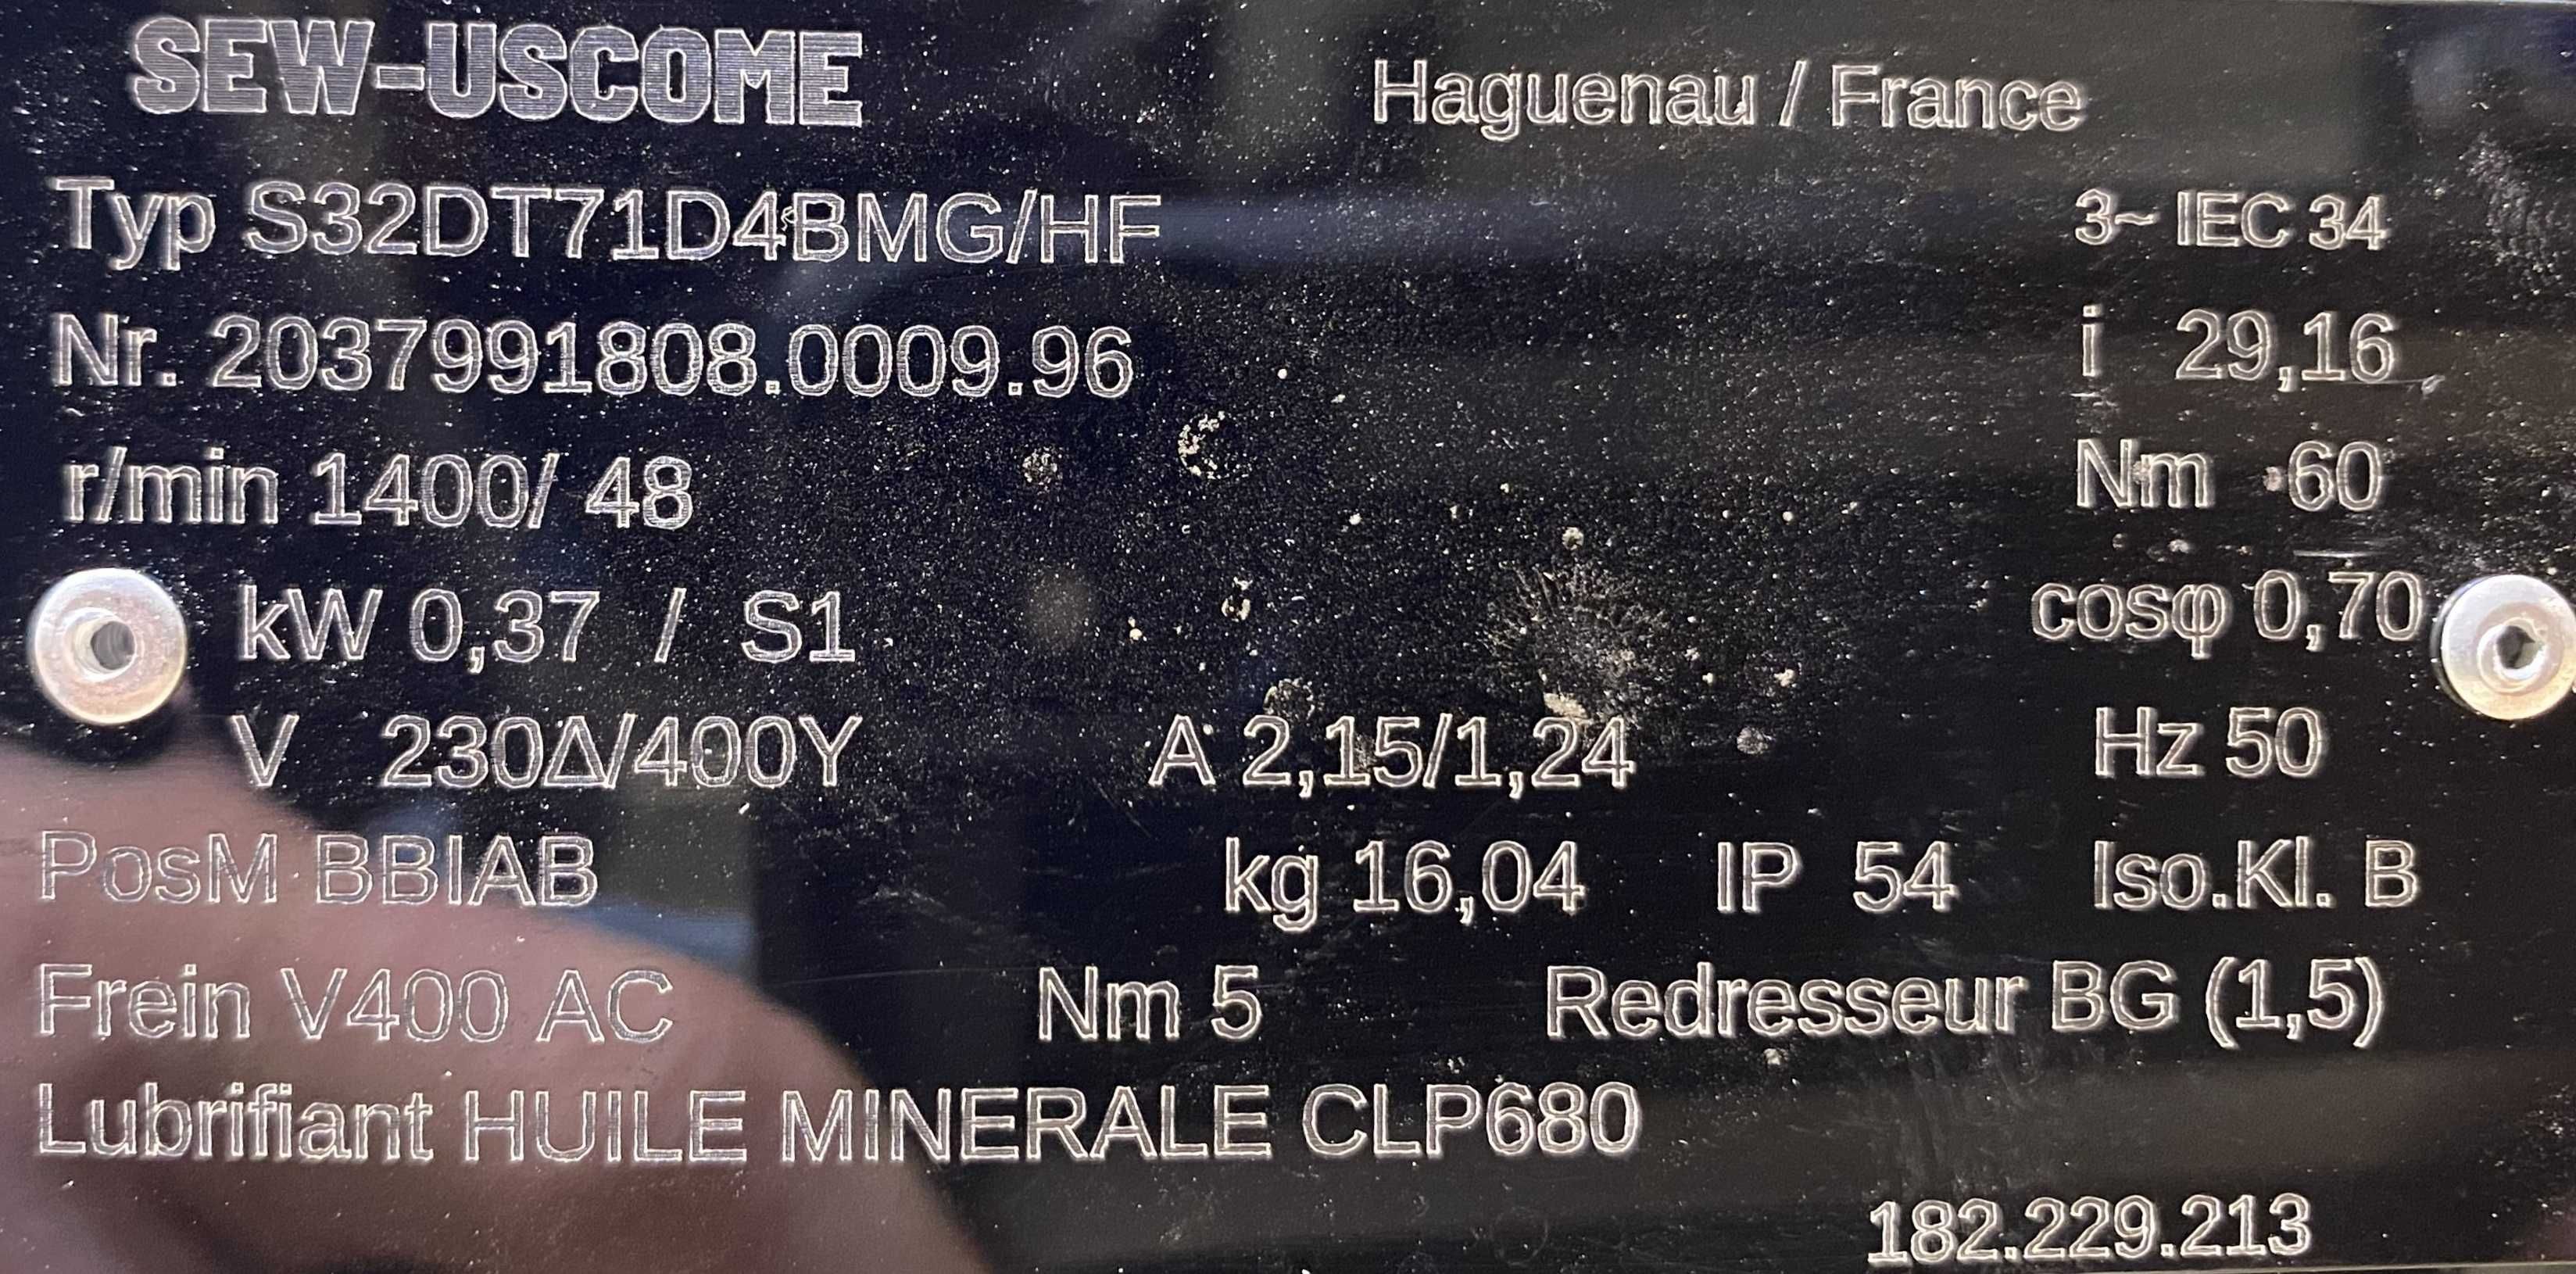 SEW-USCOME Haguenau / France
Typ S32DT71D4BMG/HF 3~ IEC 34
Nr. 2037991808.0009.96 i 29,16
r/min 1400/ 48 Nm 60
kW 0,37 / S1 cosφ 0,70
V 230Δ/400Y A 2,15/1,24 Hz 50
PosM BBIAB kg 16,04 IP 54 Iso.Kl. B
Frein V400 AC Nm 5 Redresseur BG (1,5)
Lubrifiant HUILE MINERALE CLP680
182.229.213